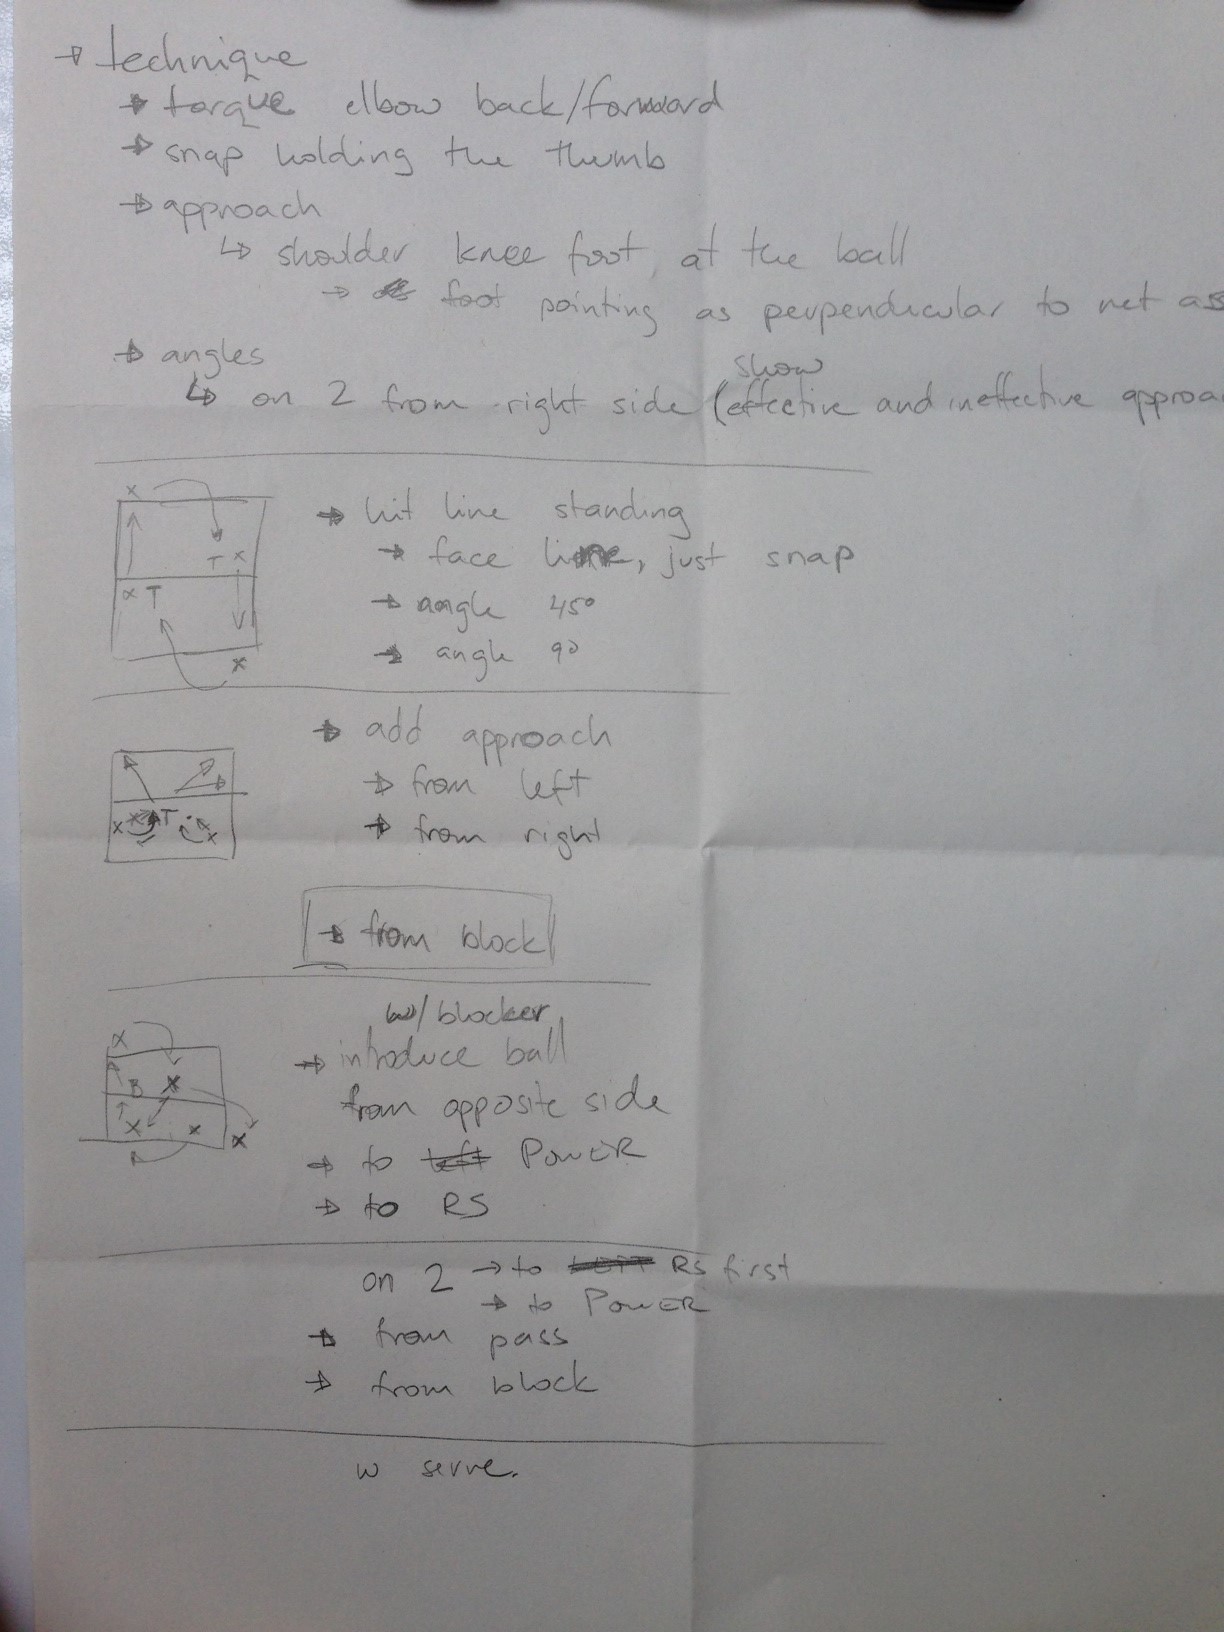 → technique
→ torque elbow back/forward
→ snap holding the thumb
→ approach
↳ shoulder knee foot, at the ball
→ foot pointing as perpendicular to net as
→ angles
show
↳ on 2 from right side (effective and ineffective approa
x
→ hit line standing
T x
→ face line, just snap
x T
→ angle 45°
→ angle 90
x
→ add approach
→ from left
x x T x
→ from right
→ from block
w/blocker
x
→ introduce ball
B x
from opposite side
x x x
→ to left POWER
→ to RS
on 2 → to LEFT RS first
→ to POWER
→ from pass
→ from block
w serve.